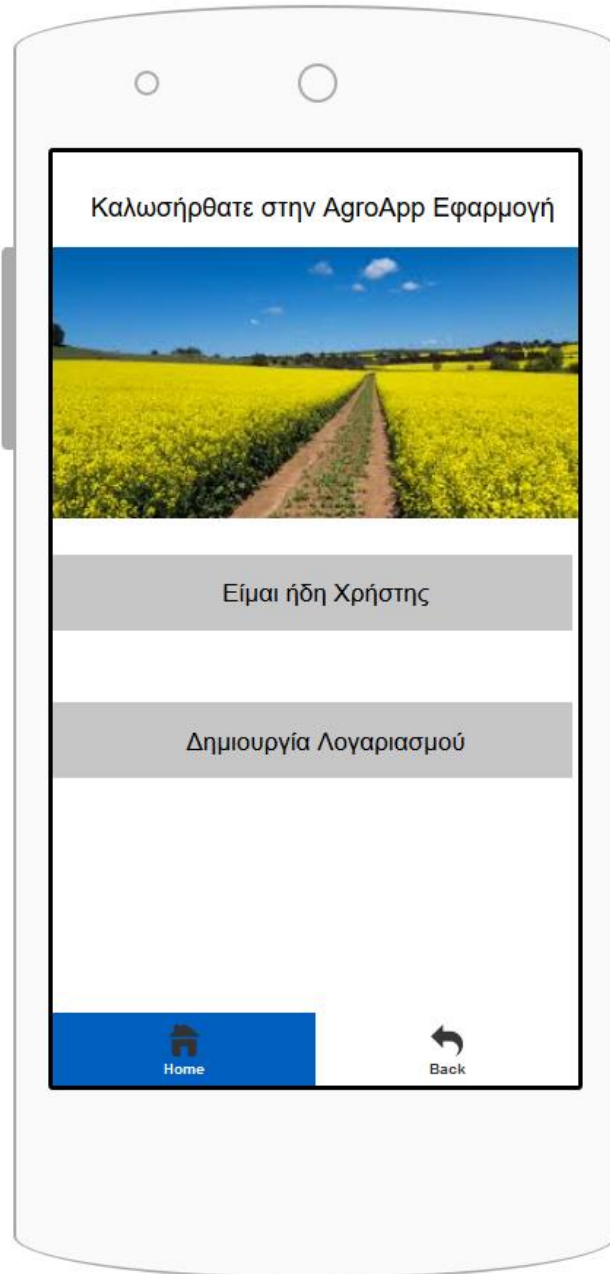 Καλωσήρθατε στην AgroApp Εφαρμογή
Είμαι ήδη Χρήστης
Δημιουργία Λογαριασμού
Home
Back